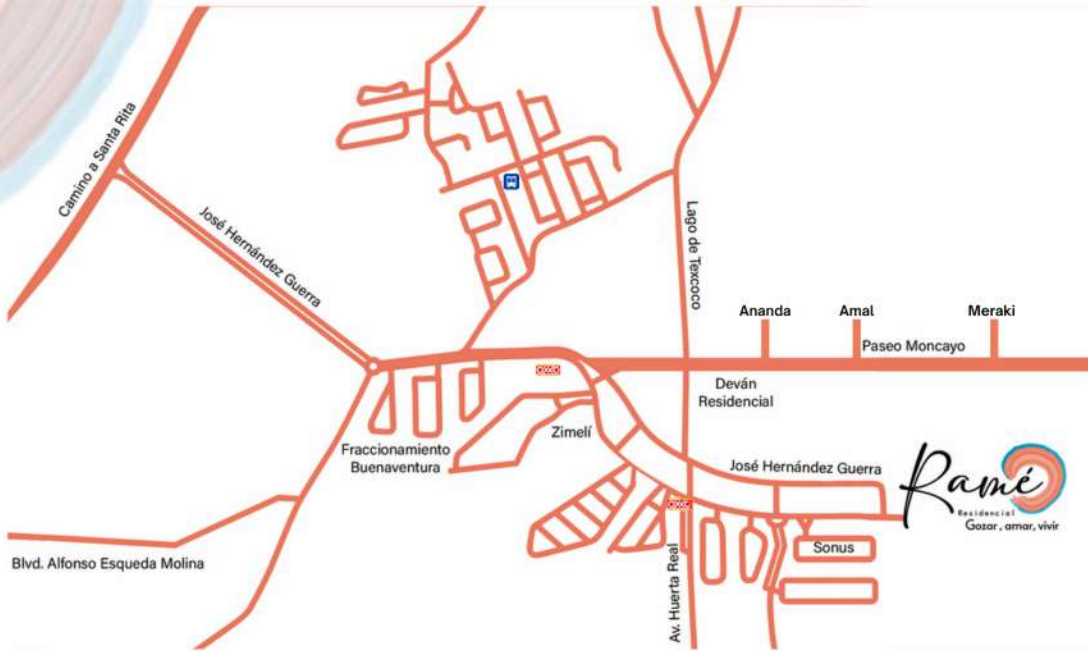 Camino a Santa Rita
José Hernández Guerra
Lago de Texcoco
Ananda
Amal
Meraki
Paseo Moncayo
OXXO
Deván
Residencial
Zimelí
Fraccionamiento
Buenaventura
José Hernández Guerra
Ramé
Residencial
Gozar, amar, vivir
OXXO
Sonus
Blvd. Alfonso Esqueda Molina
Av. Huerta Real